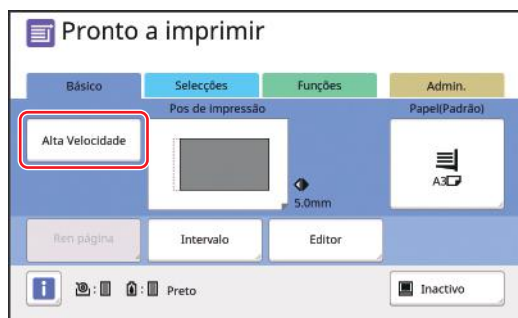 Pronto a imprimir
Básico
Selecções
Funções
Admin.
Pos de impressão
Papel(Padrão)
Alta Velocidade
A3
5.0mm
Ren página
Intervalo
Editor
i
Preto
Inactivo